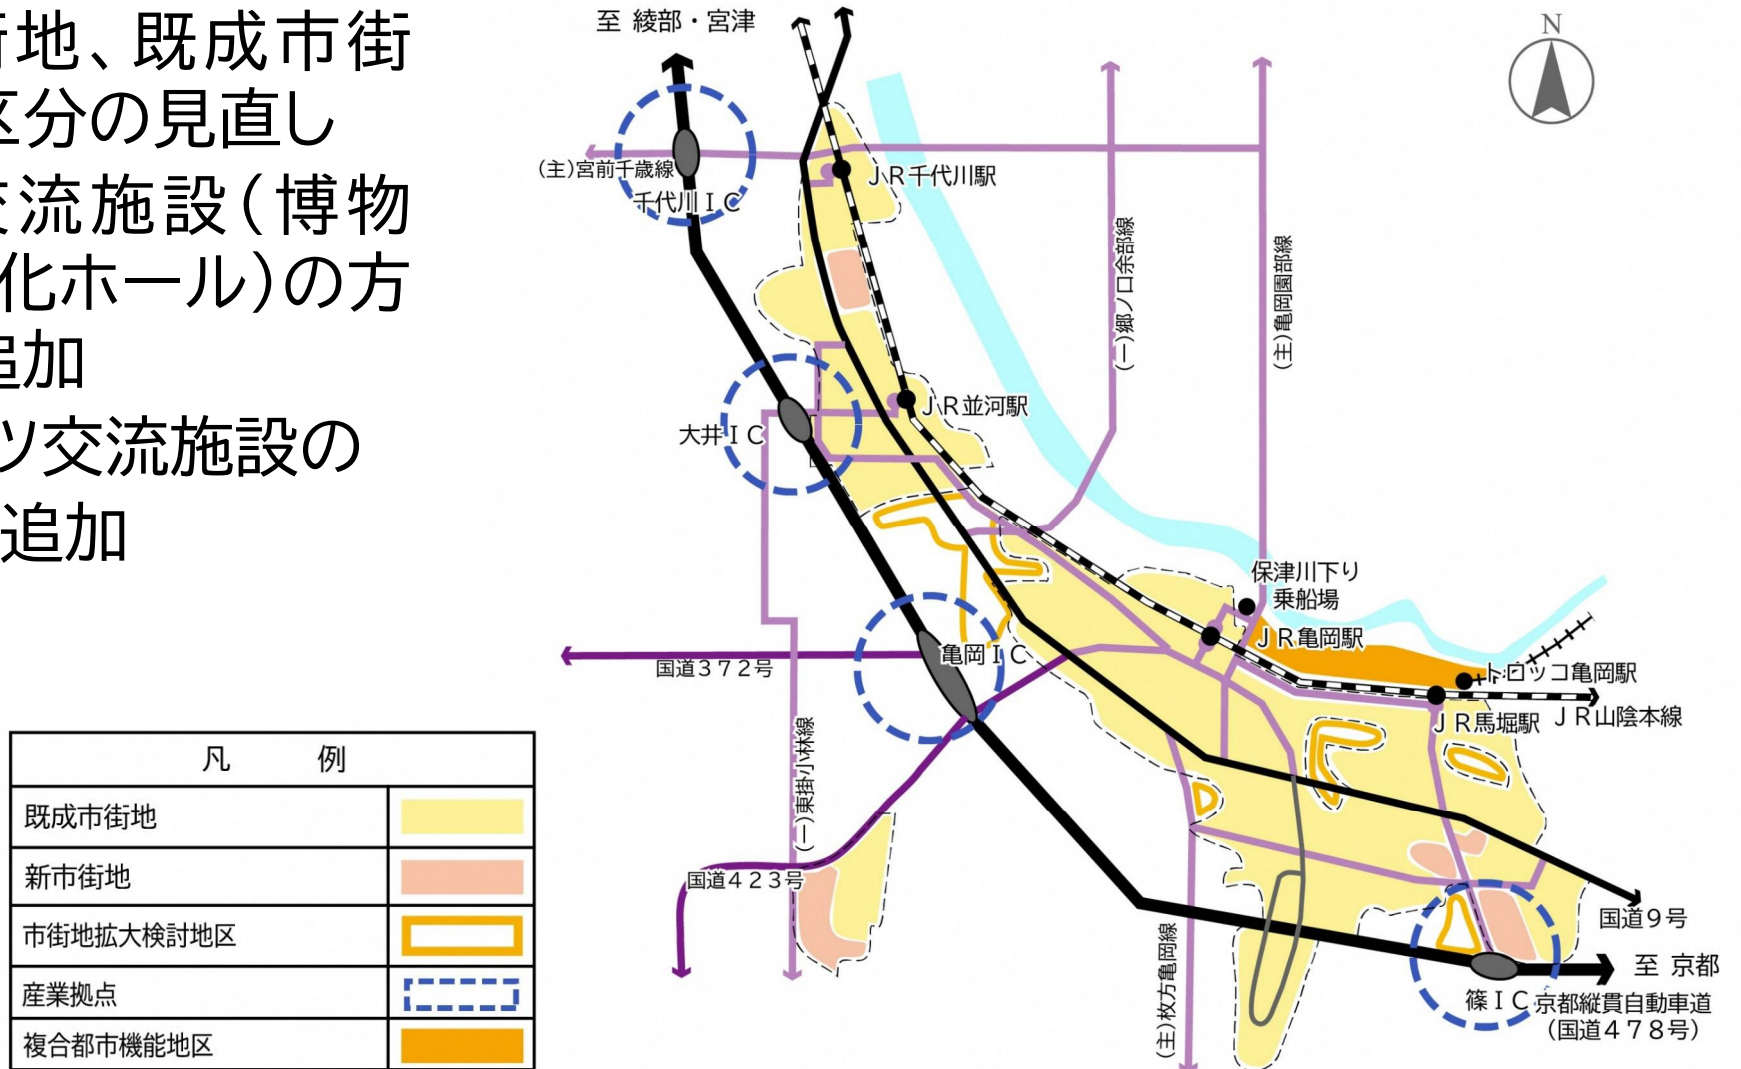 街地、既成市街
区分の見直し
交流施設（博物
化ホール）の方
追加
ツ交流施設の
追加
至 綾部・宮津
N
(主)宮前千歳線
千代川ＩＣ
ＪＲ千代川駅
(一)郷ノ口余部線
(主)亀岡園部線
大井ＩＣ
ＪＲ並河駅
保津川下り
乗船場
ＪＲ亀岡駅
亀岡ＩＣ
国道３７２号
トロッコ亀岡駅
ＪＲ馬堀駅
ＪＲ山陰本線
(一)東掛小林線
国道４２３号
国道９号
(主)枚方亀岡線
至 京都
篠ＩＣ
京都縦貫自動車道
（国道４７８号）
凡 例
既成市街地
新市街地
市街地拡大検討地区
産業拠点
複合都市機能地区